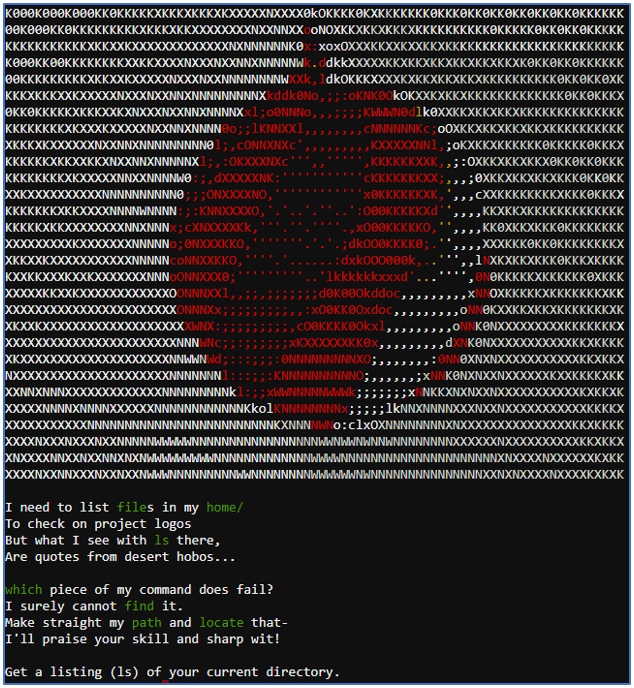 I need to list files in my home/
To check on project logos
But what I see with ls there,
Are quotes from desert hobos...
which piece of my command does fail?
I surely cannot find it.
Make straight my path and locate that-
I'll praise your skill and sharp wit!
Get a listing (ls) of your current directory.